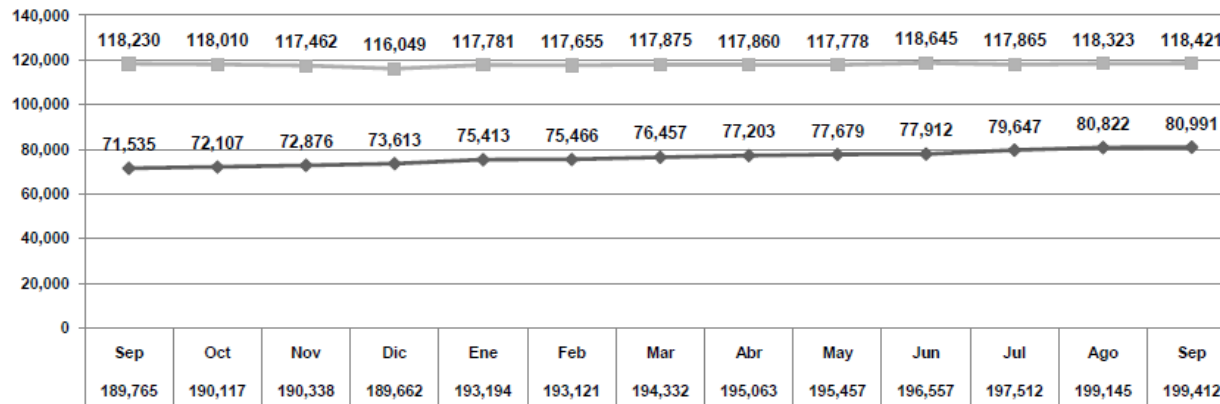 140,000
118,230 118,010 117,462 116,049 117,781 117,655 117,875 117,860 117,778 118,645 117,865 118,323 118,421
120,000
100,000
71,535 72,107 72,876 73,613 75,413 75,466 76,457 77,203 77,679 77,912 79,647 80,822 80,991
80,000
60,000
40,000
20,000
0
Sep Oct Nov Dic Ene Feb Mar Abr May Jun Jul Ago Sep
189,765 190,117 190,338 189,662 193,194 193,121 194,332 195,063 195,457 196,557 197,512 199,145 199,412